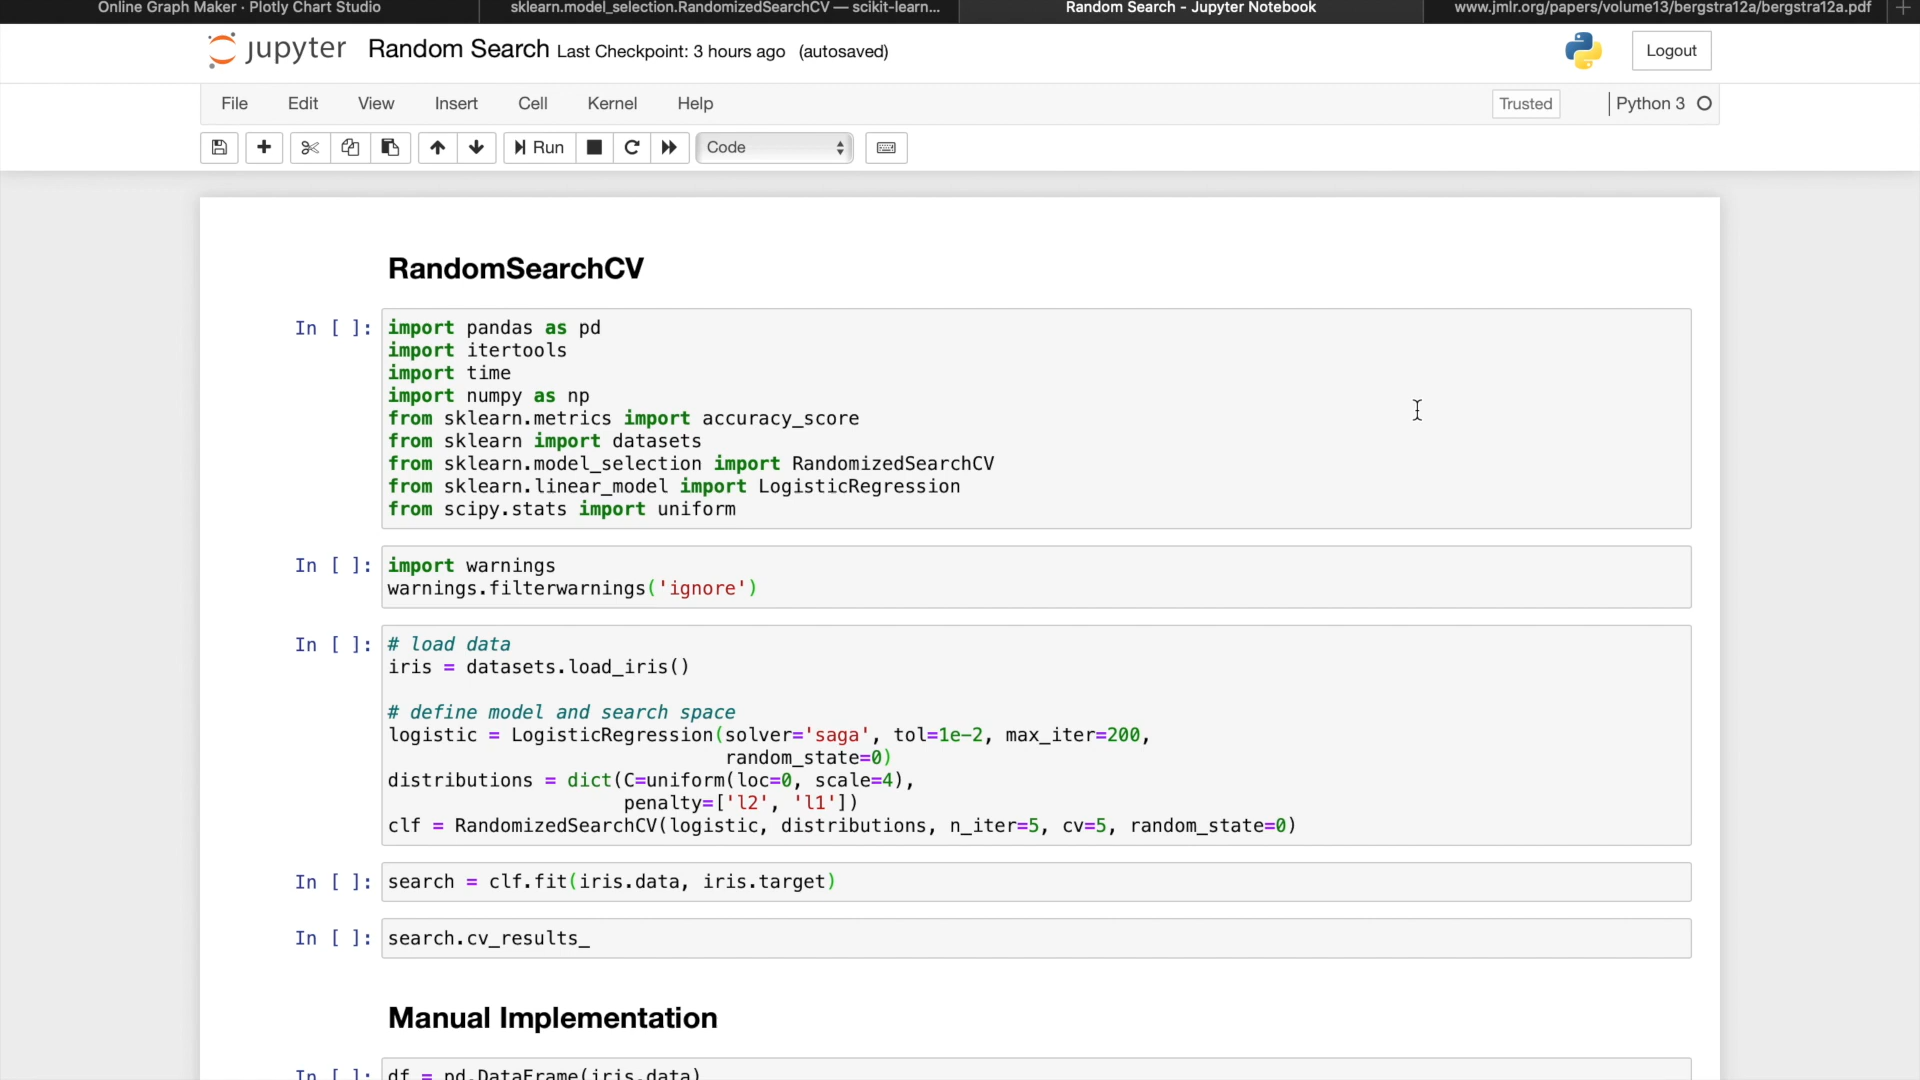 Online Graph Maker · Plotly Chart Studio
sklearn.model_selection.RandomizedSearchCV — scikit-learn...
Random Search - Jupyter Notebook
www.jmlr.org/papers/volume13/bergstra12a/bergstra12a.pdf
jupyter Random Search Last Checkpoint: 3 hours ago (autosaved)
Logout
File Edit View Insert Cell Kernel Help
Trusted
Python 3
Run
Code
RandomSearchCV
In [ ]: import pandas as pd
import itertools
import time
import numpy as np
from sklearn.metrics import accuracy_score
from sklearn import datasets
from sklearn.model_selection import RandomizedSearchCV
from sklearn.linear_model import LogisticRegression
from scipy.stats import uniform
In [ ]: import warnings
warnings.filterwarnings('ignore')
In [ ]: # load data
iris = datasets.load_iris()
# define model and search space
logistic = LogisticRegression(solver='saga', tol=1e-2, max_iter=200,
random_state=0)
distributions = dict(C=uniform(loc=0, scale=4),
penalty=['l2', 'l1'])
clf = RandomizedSearchCV(logistic, distributions, n_iter=5, cv=5, random_state=0)
In [ ]: search = clf.fit(iris.data, iris.target)
In [ ]: search.cv_results_
Manual Implementation
In [ ]: df = pd.DataFrame(iris.data)